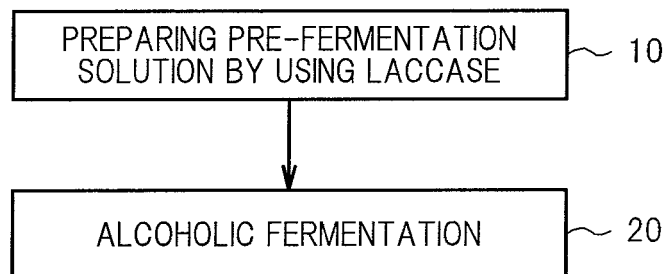 PREPARING PRE-FERMENTATION
SOLUTION BY USING LACCASE
10
ALCOHOLIC FERMENTATION
20